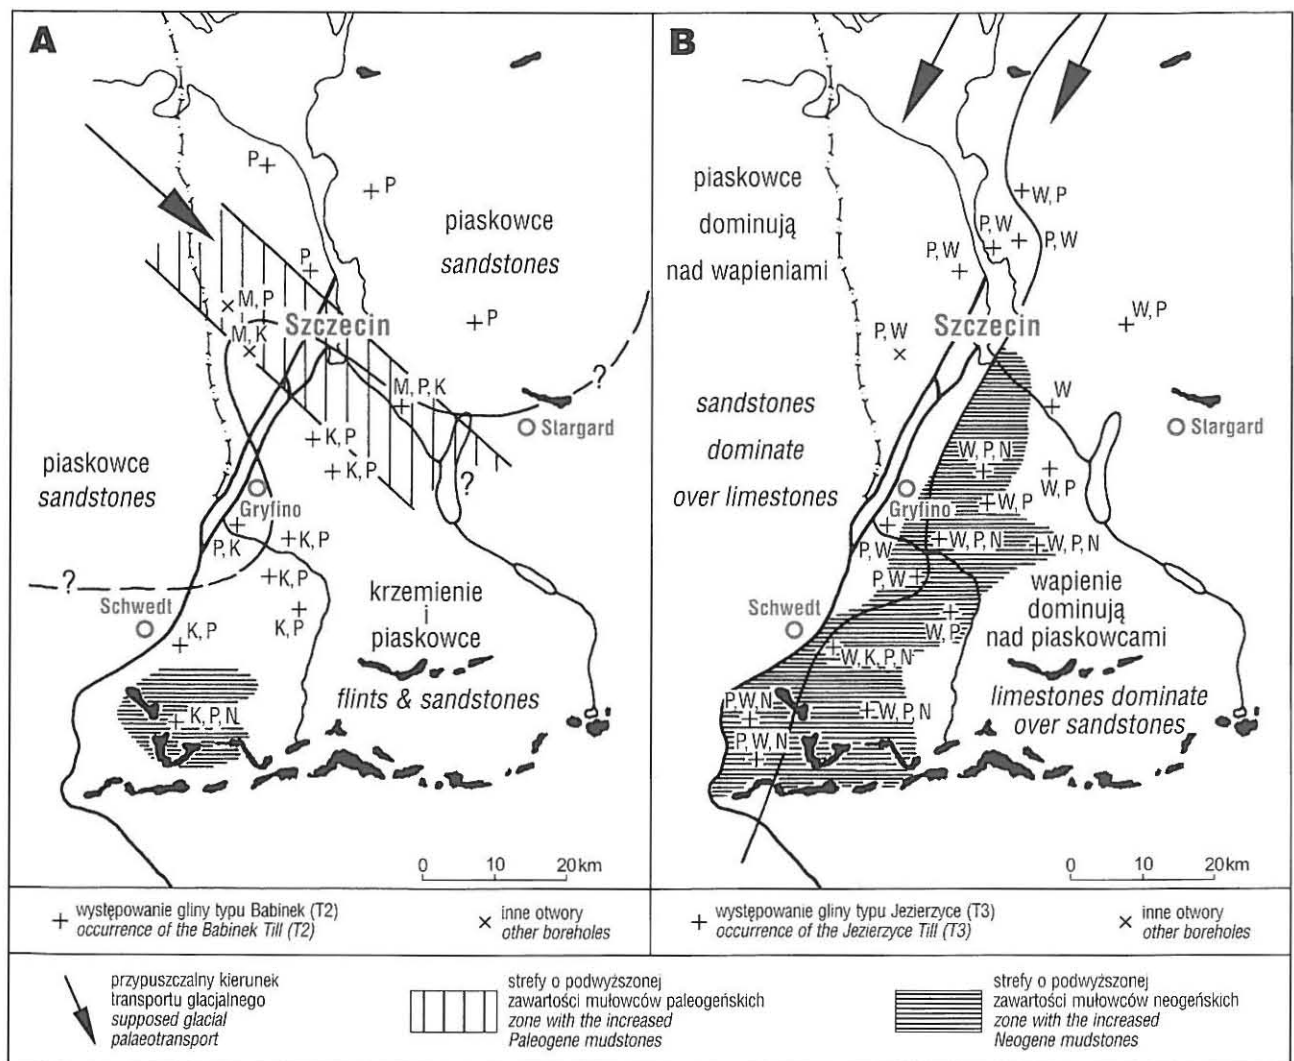 A
P
P
piaskowce
sandstones
P
M, P
M, K
Szczecin
P
M, P, K
?
Stargard
K, P
K, P
?
piaskowce
sandstones
Gryfino
P, K
K, P
K, P
?
Schwedt
K, P
K, P
krzemienie
i
piaskowce
flints & sandstones
K, P, N
0 10 20 km
B
piaskowce
dominują
nad wapieniami
W, P
P, W
P, W
P, W
W, P
P, W
Szczecin
sandstones
dominate
over limestones
W
Stargard
W, P, N
W, P
W, P
Gryfino
P, W
W, P, N
W, P, N
P, W
Schwedt
W, P
W, K, P, N
wapienie
dominują
nad piaskowcami
limestones dominate
over sandstones
P, W, N
W, P, N
P, W, N
0 10 20 km
występowanie gliny typu Babinek (T2)
occurrence of the Babinek Till (T2)
inne otwory
other boreholes
występowanie gliny typu Jezierzyce (T3)
occurrence of the Jezierzyce Till (T3)
inne otwory
other boreholes
przypuszczalny kierunek
transportu glacjalnego
supposed glacial
palaeotransport
strefy o podwyższonej
zawartości mułowców paleogeńskich
zone with the increased
Paleogene mudstones
strefy o podwyższonej
zawartości mułowców neogeńskich
zone with the increased
Neogene mudstones